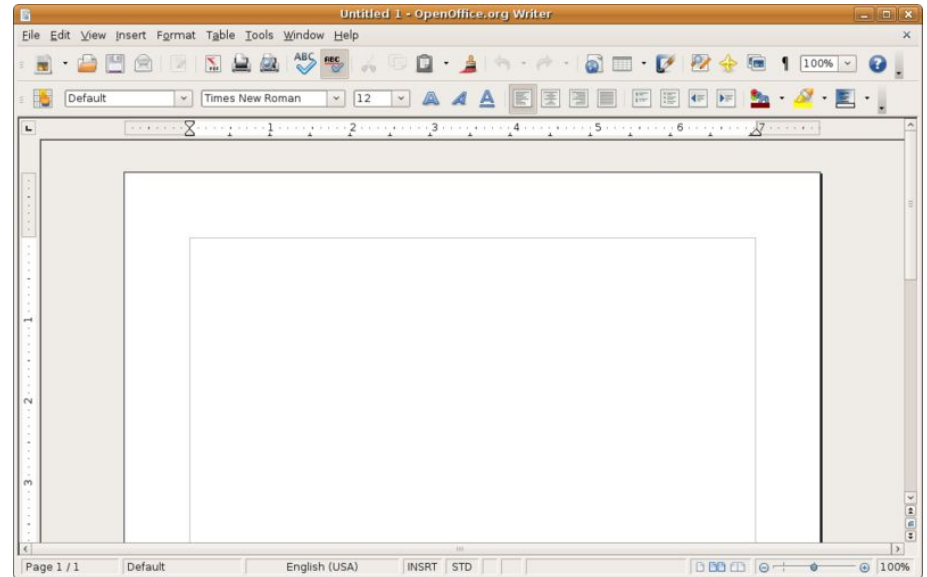 Untitled 1 - OpenOffice.org Writer
File Edit View Insert Format Table Tools Window Help
ABC ABC 100%
Default Times New Roman 12
1 2 3 4 5 6 7
1
2
3
Page 1 / 1 Default English (USA) INSRT STD 100%